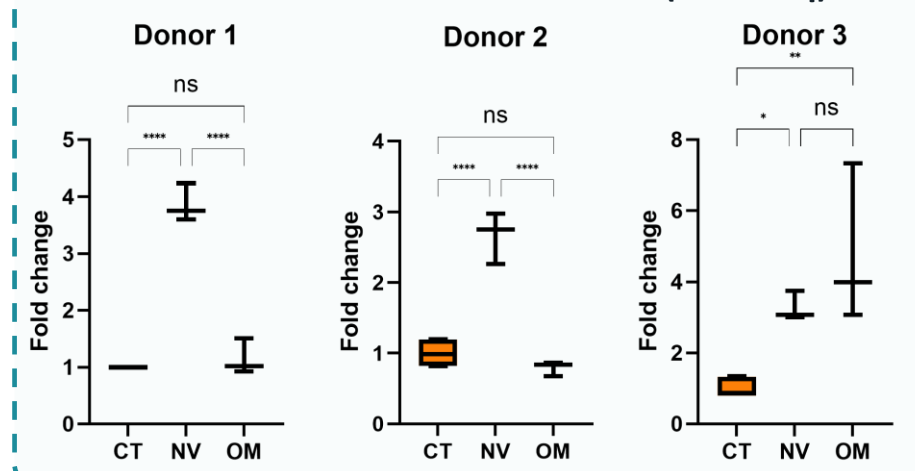 Donor 1
ns
**** ****
Fold change
5
4
3
2
1
0
CT NV OM
Donor 2
ns
**** ****
Fold change
4
3
2
1
0
CT NV OM
Donor 3
**
* ns
Fold change
8
6
4
2
0
CT NV OM